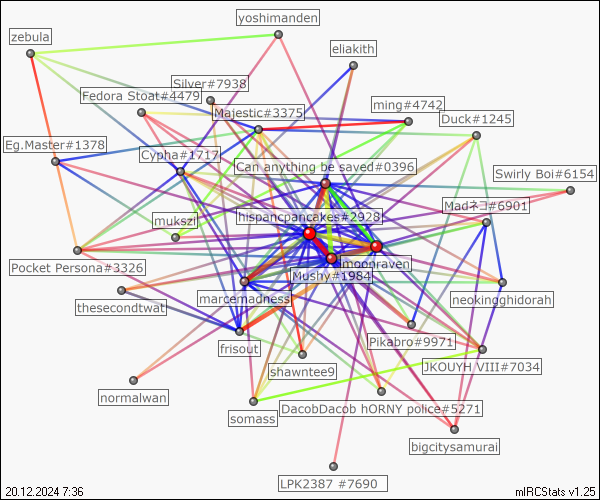 yoshimanden
zebula
eliakith
Silver#7938
Fedora Stoat#4479
ming#4742
Majestic#3375
Duck#1245
Eg.Master#1378
Cypha#1717
Can anything be saved#0396
Swirly Boi#6154
Madネコ#6901
hispancpancakes#2928
mukszi
moonraven
Pocket Persona#3326
Mushy#1984
marcemadness
neokingghidorah
thesecondtwat
Pikabro#9971
frisout
shawntee9
JKOUYH VIII#7034
normalwan
DacobDacob hORNY police#5271
somass
bigcitysamurai
LPK2387 #7690
20.12.2024 7:36
mIRCStats v1.25